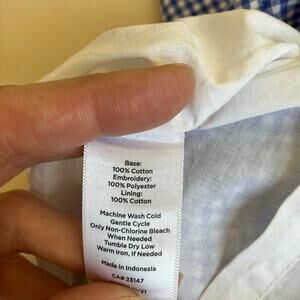 Base:
100% Cotton
Embroidery:
100% Polyester
Lining:
100% Cotton
Machine Wash Cold
Gentle Cycle
Only Non-Chlorine Bleach
When Needed
Tumble Dry Low
Warm Iron, If Needed
Made in Indonesia
CA# 23147